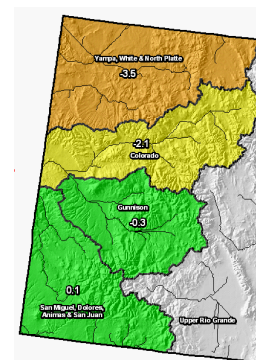 Yampa, White & North Platte
-3.5
-2.1
Colorado
Gunnison
-0.3
0.1
San Miguel, Dolores,
Animas & San Juan
Upper Rio Grande